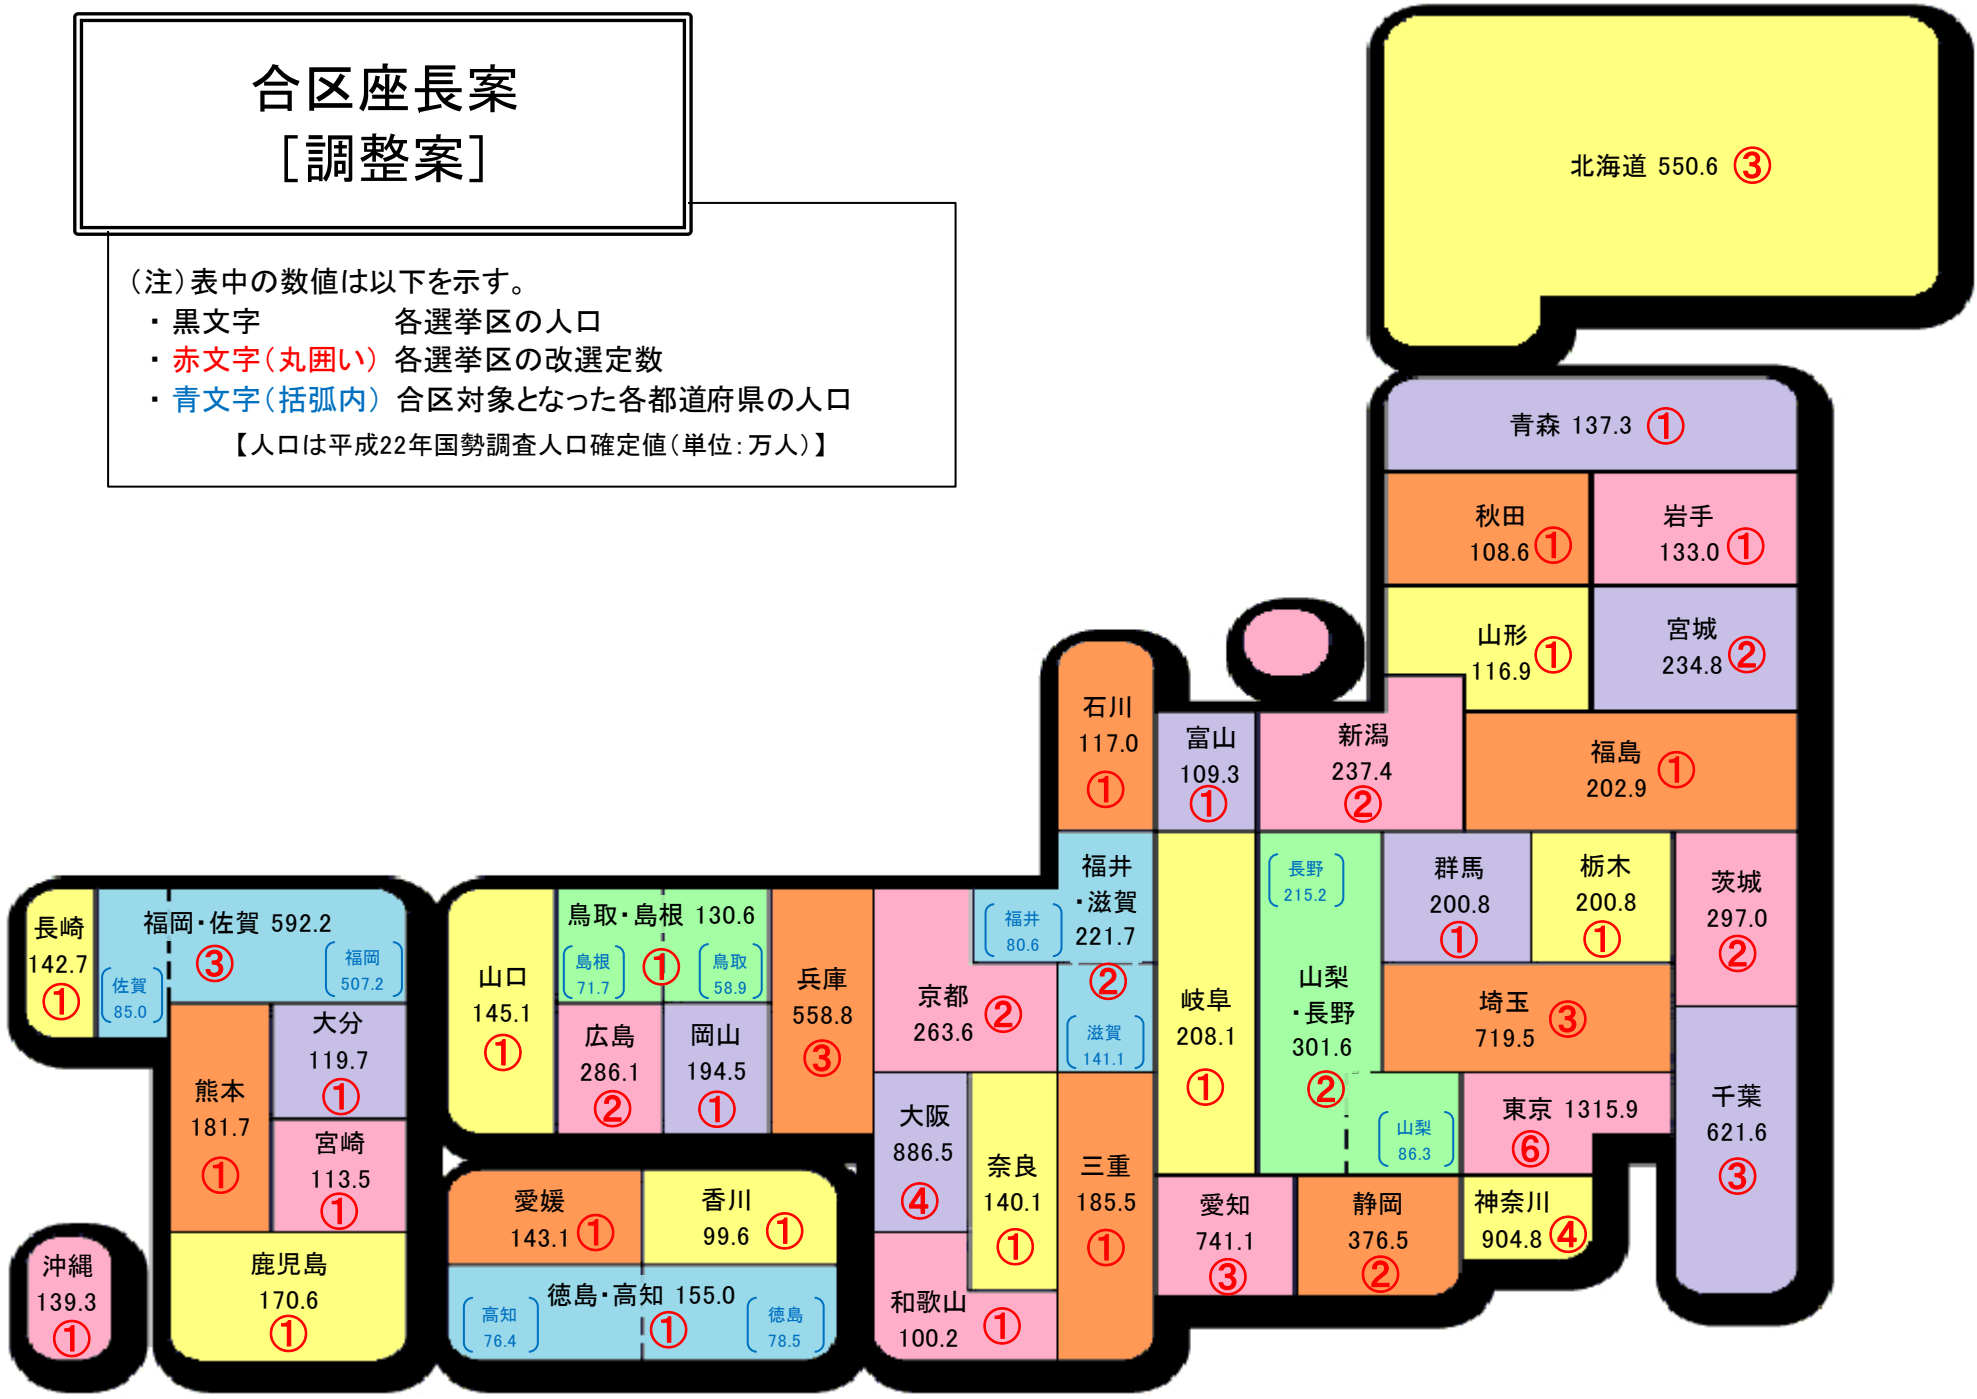 合区座長案
［調整案］
（注）表中の数値は以下を示す。
・黒文字　各選挙区の人口
・赤文字（丸囲い）各選挙区の改選定数
・青文字（括弧内）合区対象となった各都道府県の人口
【人口は平成22年国勢調査人口確定値（単位：万人）】
北海道 550.6 ③
青森 137.3 ①
秋田
108.6 ①
岩手
133.0 ①
山形
116.9 ①
宮城
234.8 ②
福島
202.9 ①
新潟
237.4
②
富山
109.3
①
石川
117.0
①
福井
・滋賀
221.7
②
〔福井
80.6〕
〔滋賀
141.1〕
岐阜
208.1
①
〔長野
215.2〕
山梨
・長野
301.6
②
〔山梨
86.3〕
群馬
200.8
①
栃木
200.8
①
茨城
297.0
②
埼玉
719.5 ③
東京 1315.9
⑥
千葉
621.6
③
神奈川
904.8 ④
静岡
376.5
②
愛知
741.1
③
三重
185.5
①
奈良
140.1
①
和歌山
100.2 ①
大阪
886.5
④
京都
263.6 ②
兵庫
558.8
③
鳥取・島根 130.6
①
〔島根
71.7〕
〔鳥取
58.9〕
岡山
194.5
①
広島
286.1
②
山口
145.1
①
愛媛
143.1 ①
香川
99.6 ①
徳島・高知 155.0
①
〔高知
76.4〕
〔徳島
78.5〕
福岡・佐賀 592.2
③
〔福岡
507.2〕
〔佐賀
85.0〕
長崎
142.7
①
大分
119.7
①
熊本
181.7
①
宮崎
113.5
①
鹿児島
170.6
①
沖縄
139.3
①